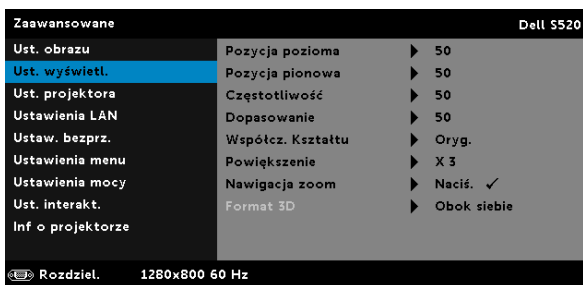 Zaawansowane Dell S520
Ust. obrazu
Ust. wyświetl.
Ust. projektora
Ustawienia LAN
Ustaw. bezprz.
Ustawienia menu
Ustawienia mocy
Ust. interakt.
Inf o projektorze
Pozycja pozioma 50
Pozycja pionowa 50
Częstotliwość 50
Dopasowanie 50
Współcz. Kształtu Oryg.
Powiększenie X 3
Nawigacja zoom Naciś. ✓
Format 3D Obok siebie
Rozdziel. 1280x800 60 Hz